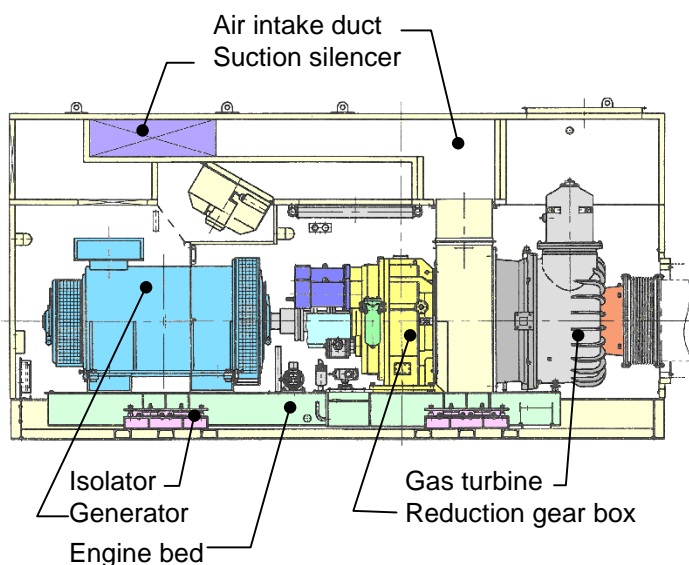 Air intake duct
Suction silencer
Isolator
Generator
Engine bed
Gas turbine
Reduction gear box